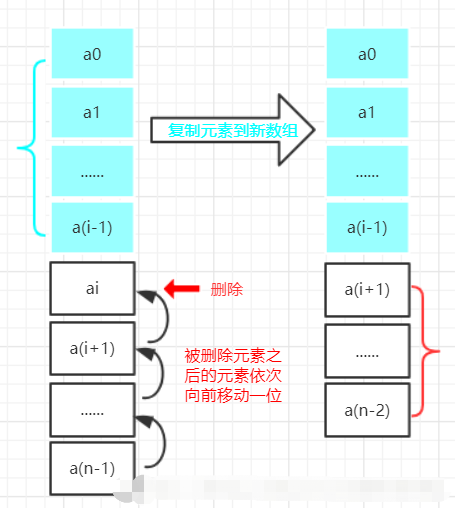 a0
a1
……
a(i-1)
ai
a(i+1)
……
a(n-1)
复制元素到新数组
删除
被删除元素之
后的元素依次
向前移动一位
a0
a1
……
a(i-1)
a(i+1)
……
a(n-2)